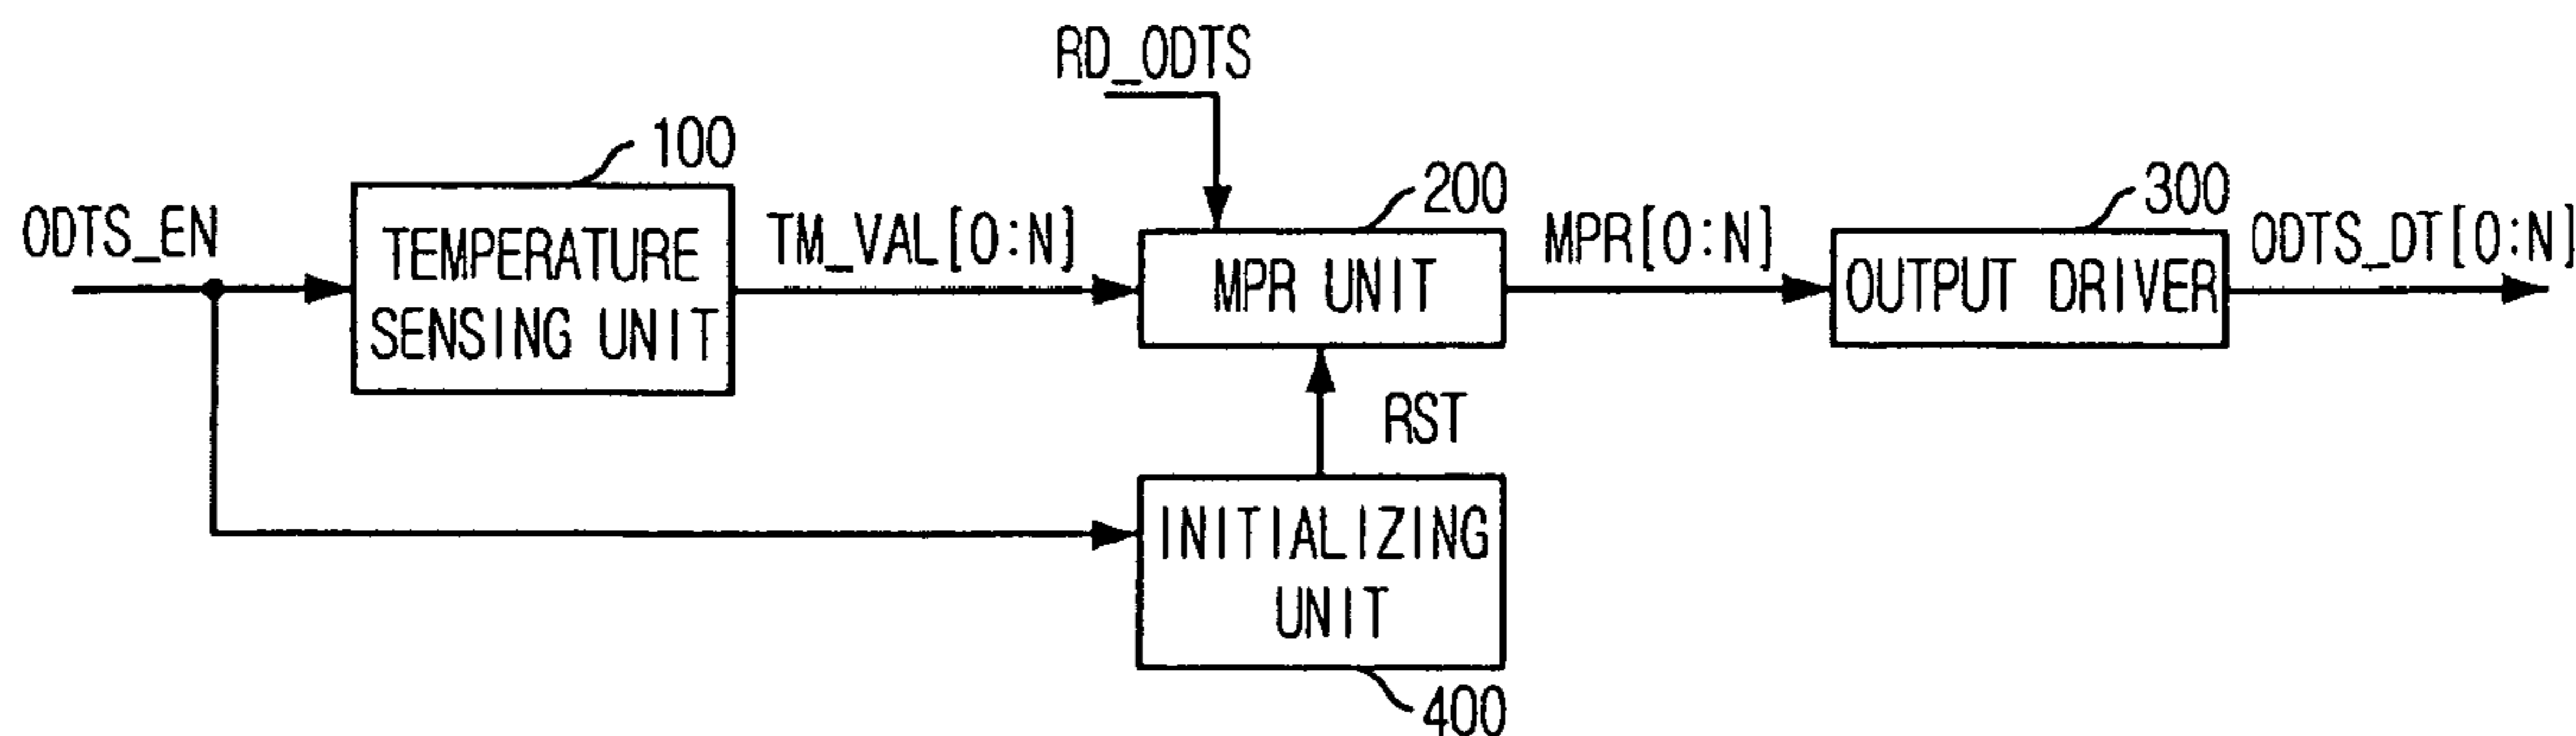 RD_ODTS
100
200
300
ODTS_EN
TEMPERATURE
SENSING UNIT
TM_VAL[0:N]
MPR UNIT
MPR[0:N]
OUTPUT DRIVER
ODTS_DT[0:N]
RST
INITIALIZING
UNIT
400